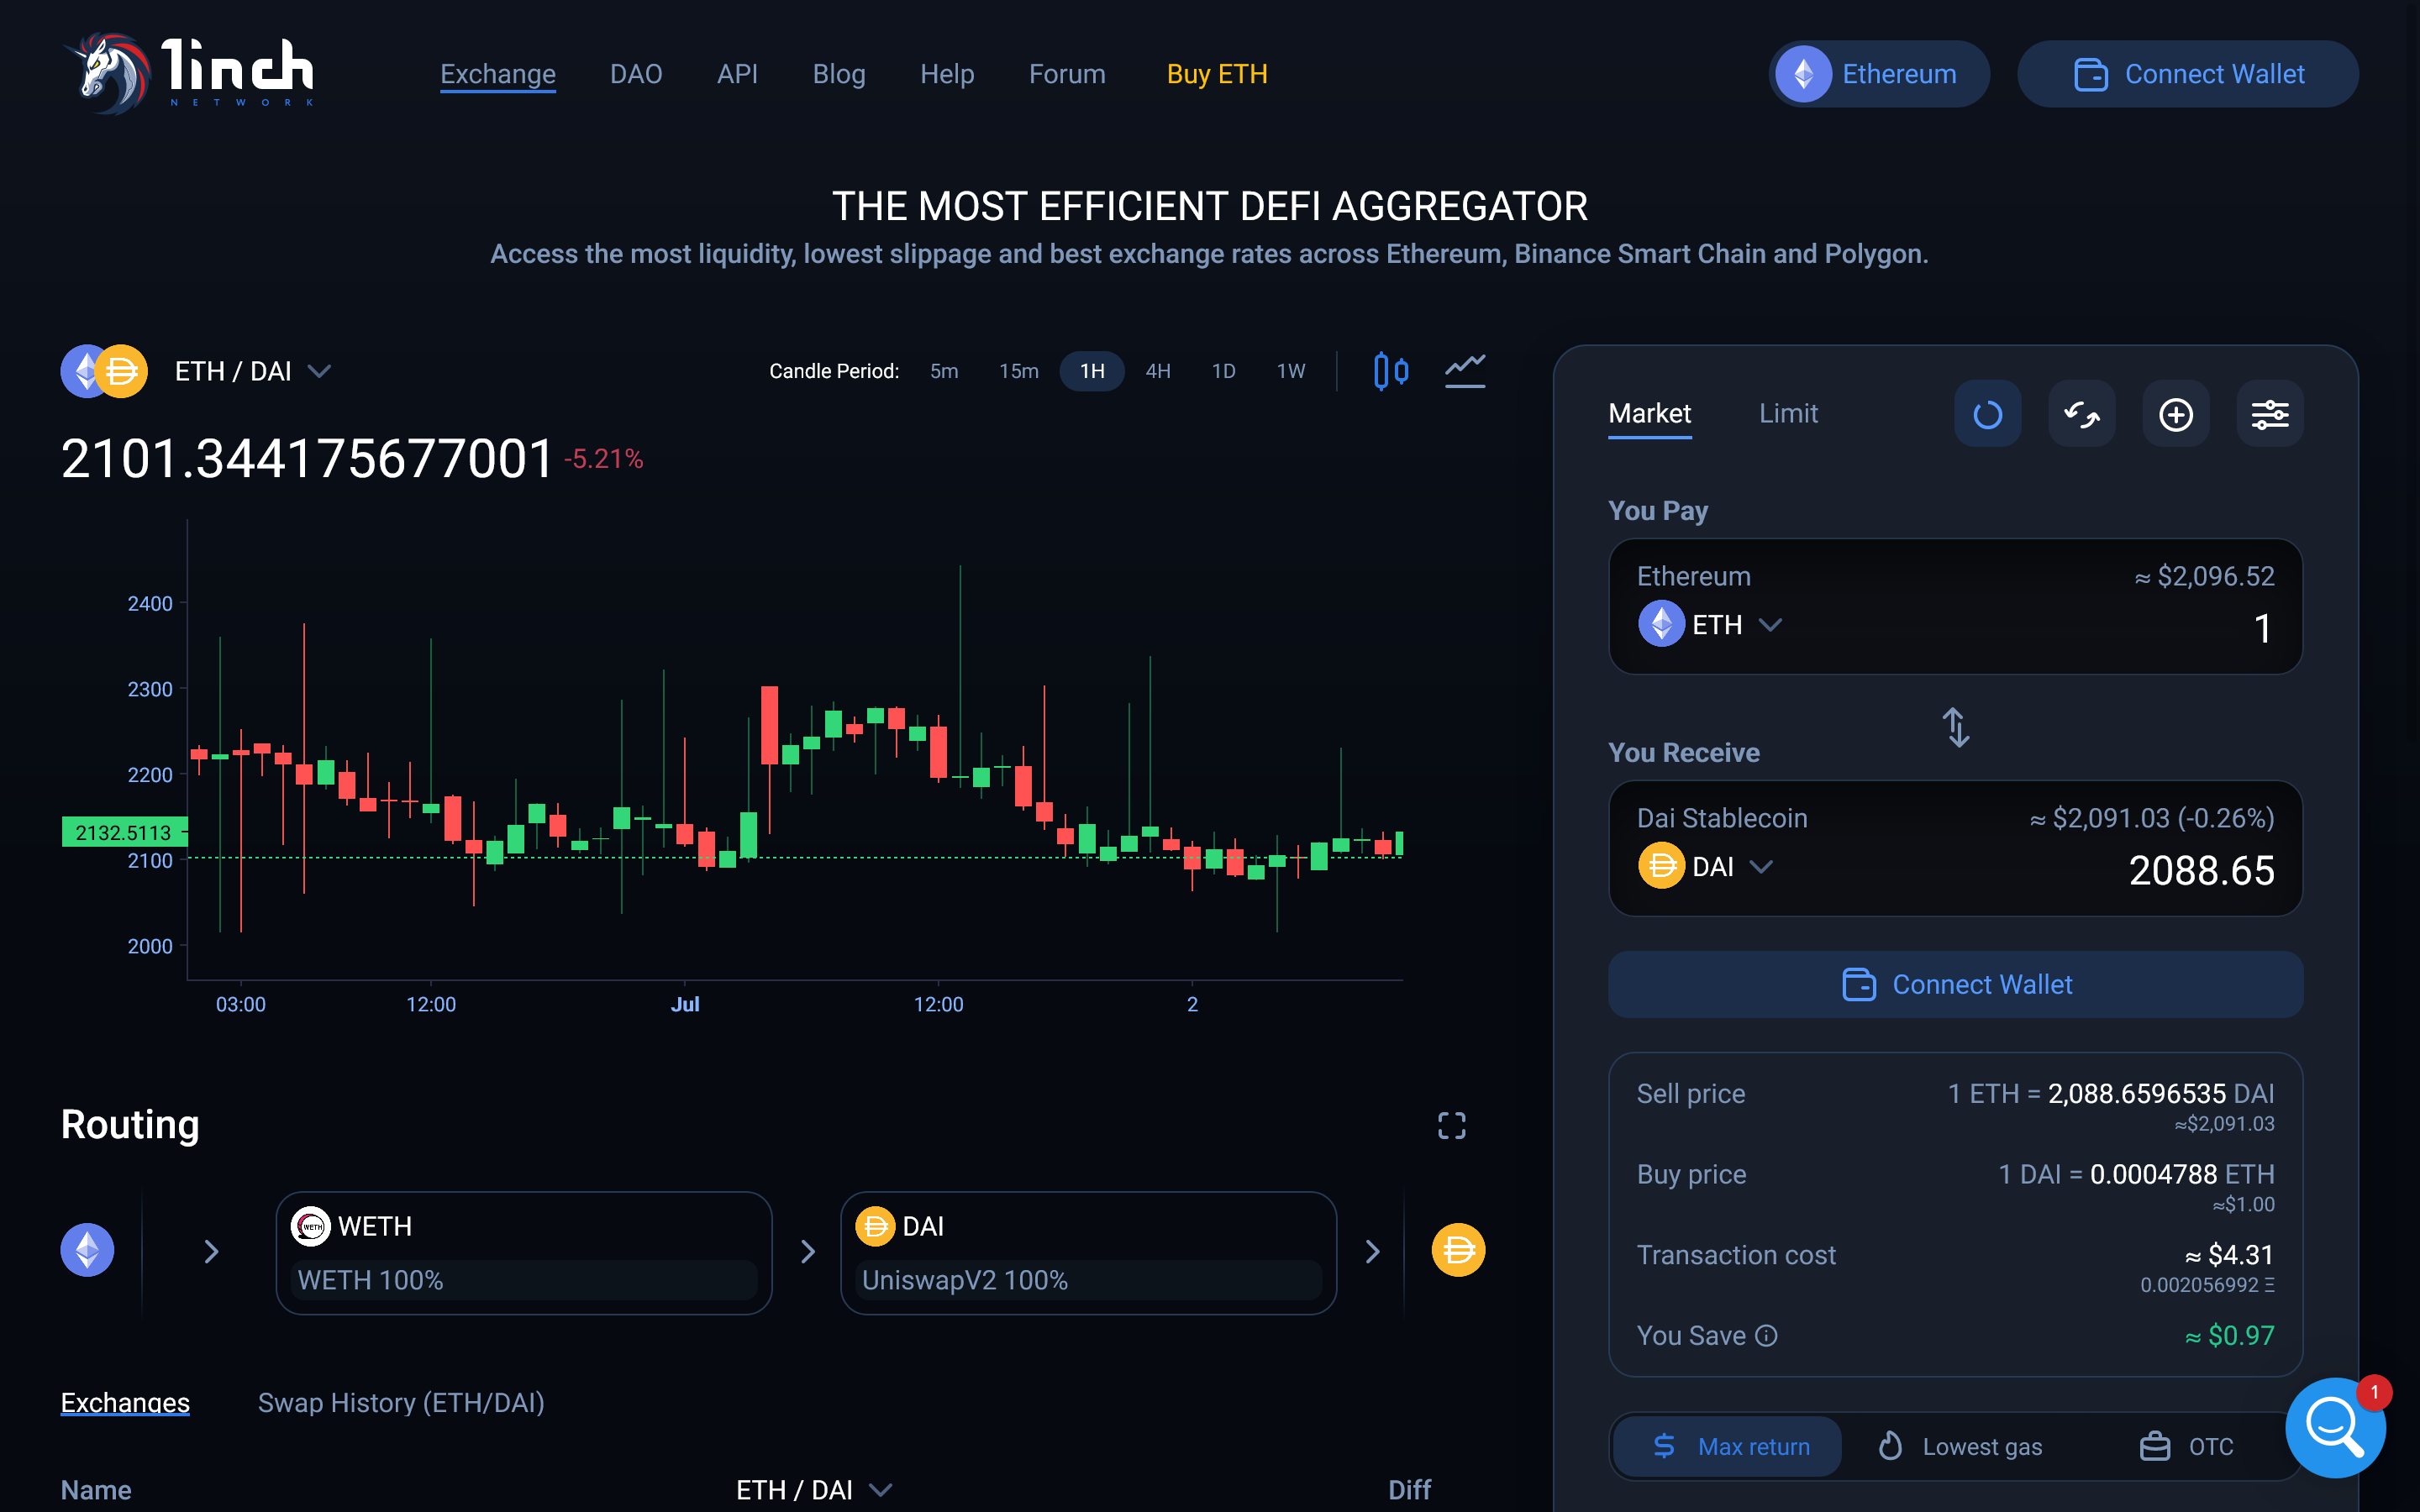 1inch
NETWORK
Exchange DAO API Blog Help Forum Buy ETH
Ethereum Connect Wallet
THE MOST EFFICIENT DEFI AGGREGATOR
Access the most liquidity, lowest slippage and best exchange rates across Ethereum, Binance Smart Chain and Polygon.
ETH / DAI
Candle Period: 5m 15m 1H 4H 1D 1W
2101.344175677001 -5.21%
2400
2300
2200
2132.5113
2100
2000
03:00 12:00 Jul 12:00 2
Routing
WETH
WETH
WETH 100%
DAI
UniswapV2 100%
Exchanges Swap History (ETH/DAI)
Name ETH / DAI Diff
Market Limit
You Pay
Ethereum ≈ $2,096.52
ETH 1
You Receive
Dai Stablecoin ≈ $2,091.03 (-0.26%)
DAI 2088.65
Connect Wallet
Sell price 1 ETH = 2,088.6596535 DAI
≈$2,091.03
Buy price 1 DAI = 0.0004788 ETH
≈$1.00
Transaction cost ≈ $4.31
0.002056992 Ξ
You Save ≈ $0.97
Max return Lowest gas OTC
1